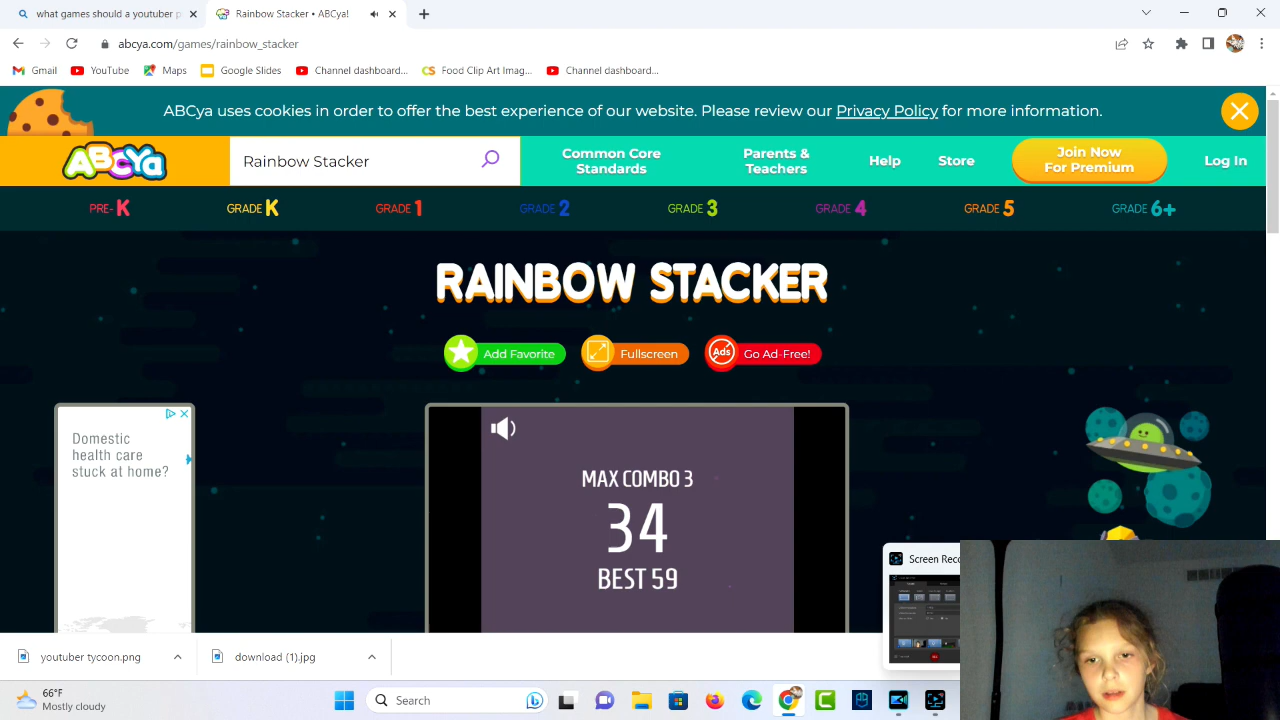 what games should a youtuber p
Rainbow Stacker • ABCya!
abcya.com/games/rainbow_stacker
Gmail
YouTube
Maps
Google Slides
Channel dashboard...
Food Clip Art Imag...
Channel dashboard...
ABCya uses cookies in order to offer the best experience of our website. Please review our Privacy Policy for more information.
ABCYa
Rainbow Stacker
Common Core
Standards
Parents &
Teachers
Help
Store
Join Now
For Premium
Log In
PRE- K
GRADE K
GRADE 1
GRADE 2
GRADE 3
GRADE 4
GRADE 5
GRADE 6+
RAINBOW STACKER
Add Favorite
Fullscreen
Ads
Go Ad-Free!
Domestic
health care
stuck at home?
MAX COMBO 3
34
BEST 59
Screen Reco
youtuber tycoon.png
download (1).jpg
66°F
Mostly cloudy
Search